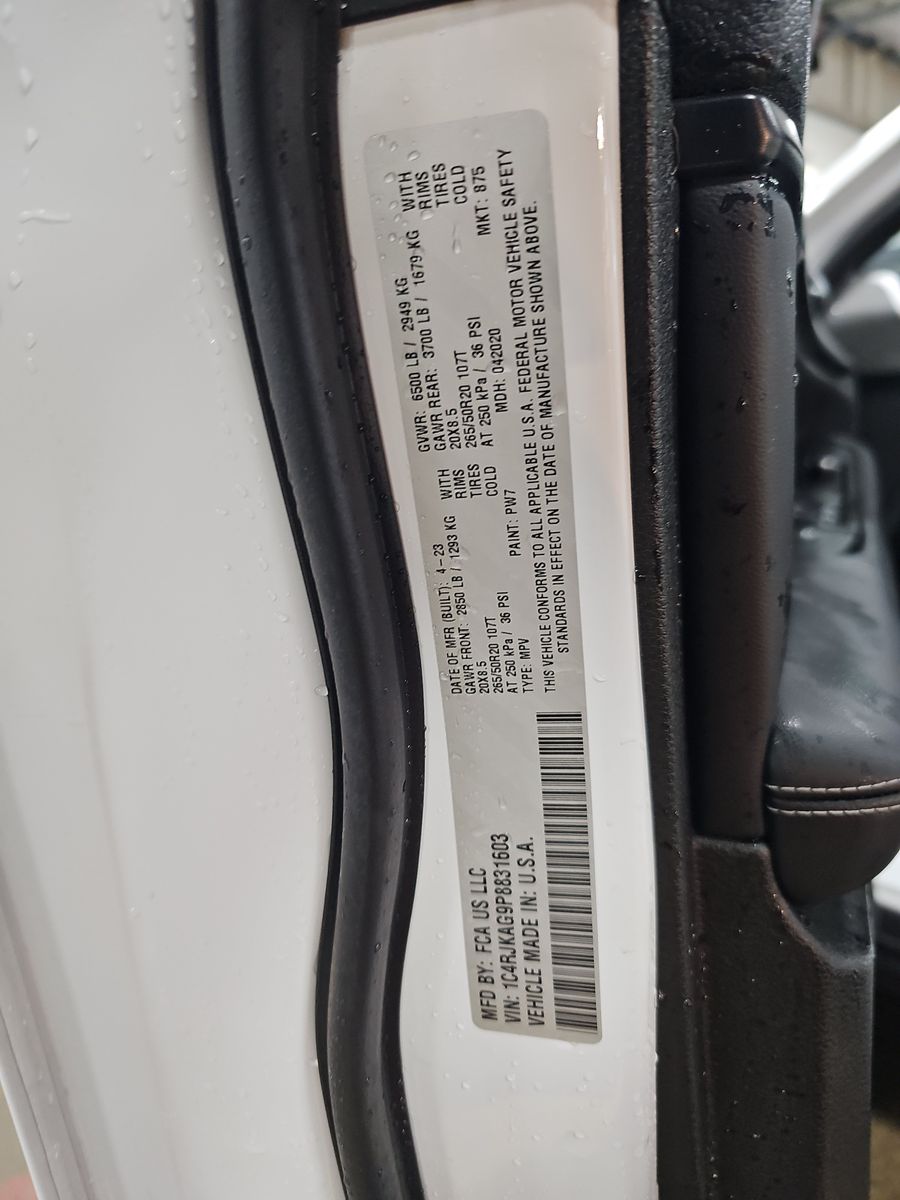 MFD BY: FCA US LLC
VIN: 1C4RJKAG9P8831603
VEHICLE MADE IN: U.S.A.
DATE OF MFR (BUILT): 4-23 GVWR: 6500 LB / 2949 KG
GAWR FRONT: 2850 LB / 1293 KG WITH GAWR REAR: 3700 LB / 1679 KG WITH
20X8.5 RIMS 20X8.5 RIMS
265/50R20 107T TIRES 265/50R20 107T TIRES
AT 250 kPa / 36 PSI COLD AT 250 kPa / 36 PSI COLD
TYPE: MPV PAINT: PW7 MDH: 042020 MKT: 875
THIS VEHICLE CONFORMS TO ALL APPLICABLE U.S.A. FEDERAL MOTOR VEHICLE SAFETY
STANDARDS IN EFFECT ON THE DATE OF MANUFACTURE SHOWN ABOVE.